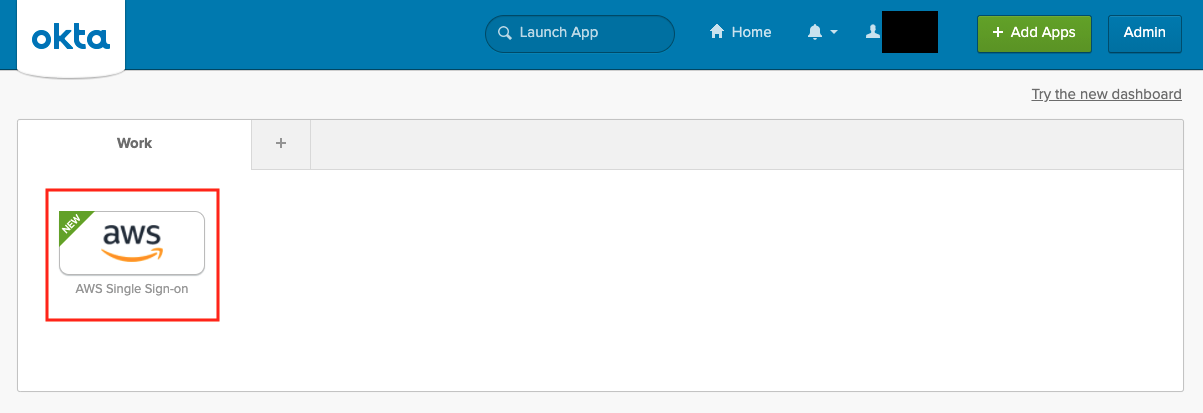 okta
Launch App
Home
+ Add Apps
Admin
Try the new dashboard
Work
+
NEW
aws
AWS Single Sign-on